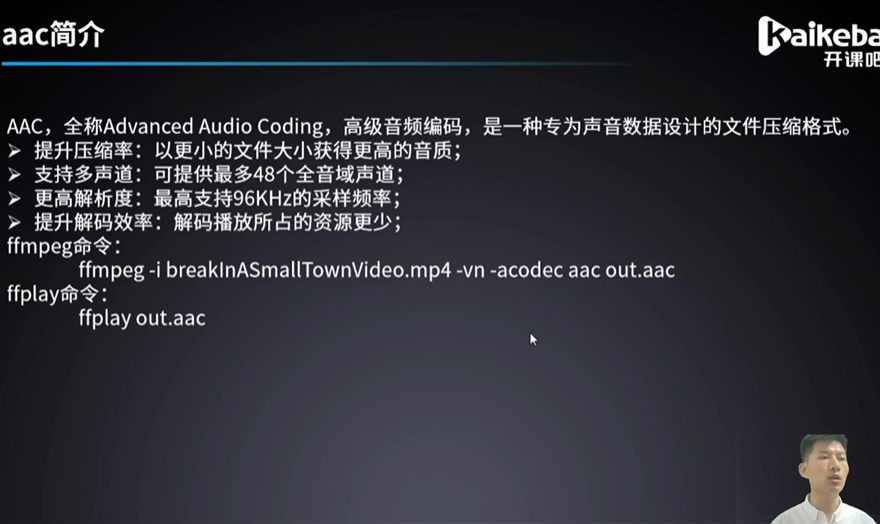 aac简介
kaikeba
开课吧
AAC，全称Advanced Audio Coding，高级音频编码，是一种专为声音数据设计的文件压缩格式。
➢ 提升压缩率：以更小的文件大小获得更高的音质；
➢ 支持多声道：可提供最多48个全音域声道；
➢ 更高解析度：最高支持96KHz的采样频率；
➢ 提升解码效率：解码播放所占的资源更少；
ffmpeg命令：
ffmpeg -i breakInASmallTownVideo.mp4 -vn -acodec aac out.aac
ffplay命令：
ffplay out.aac